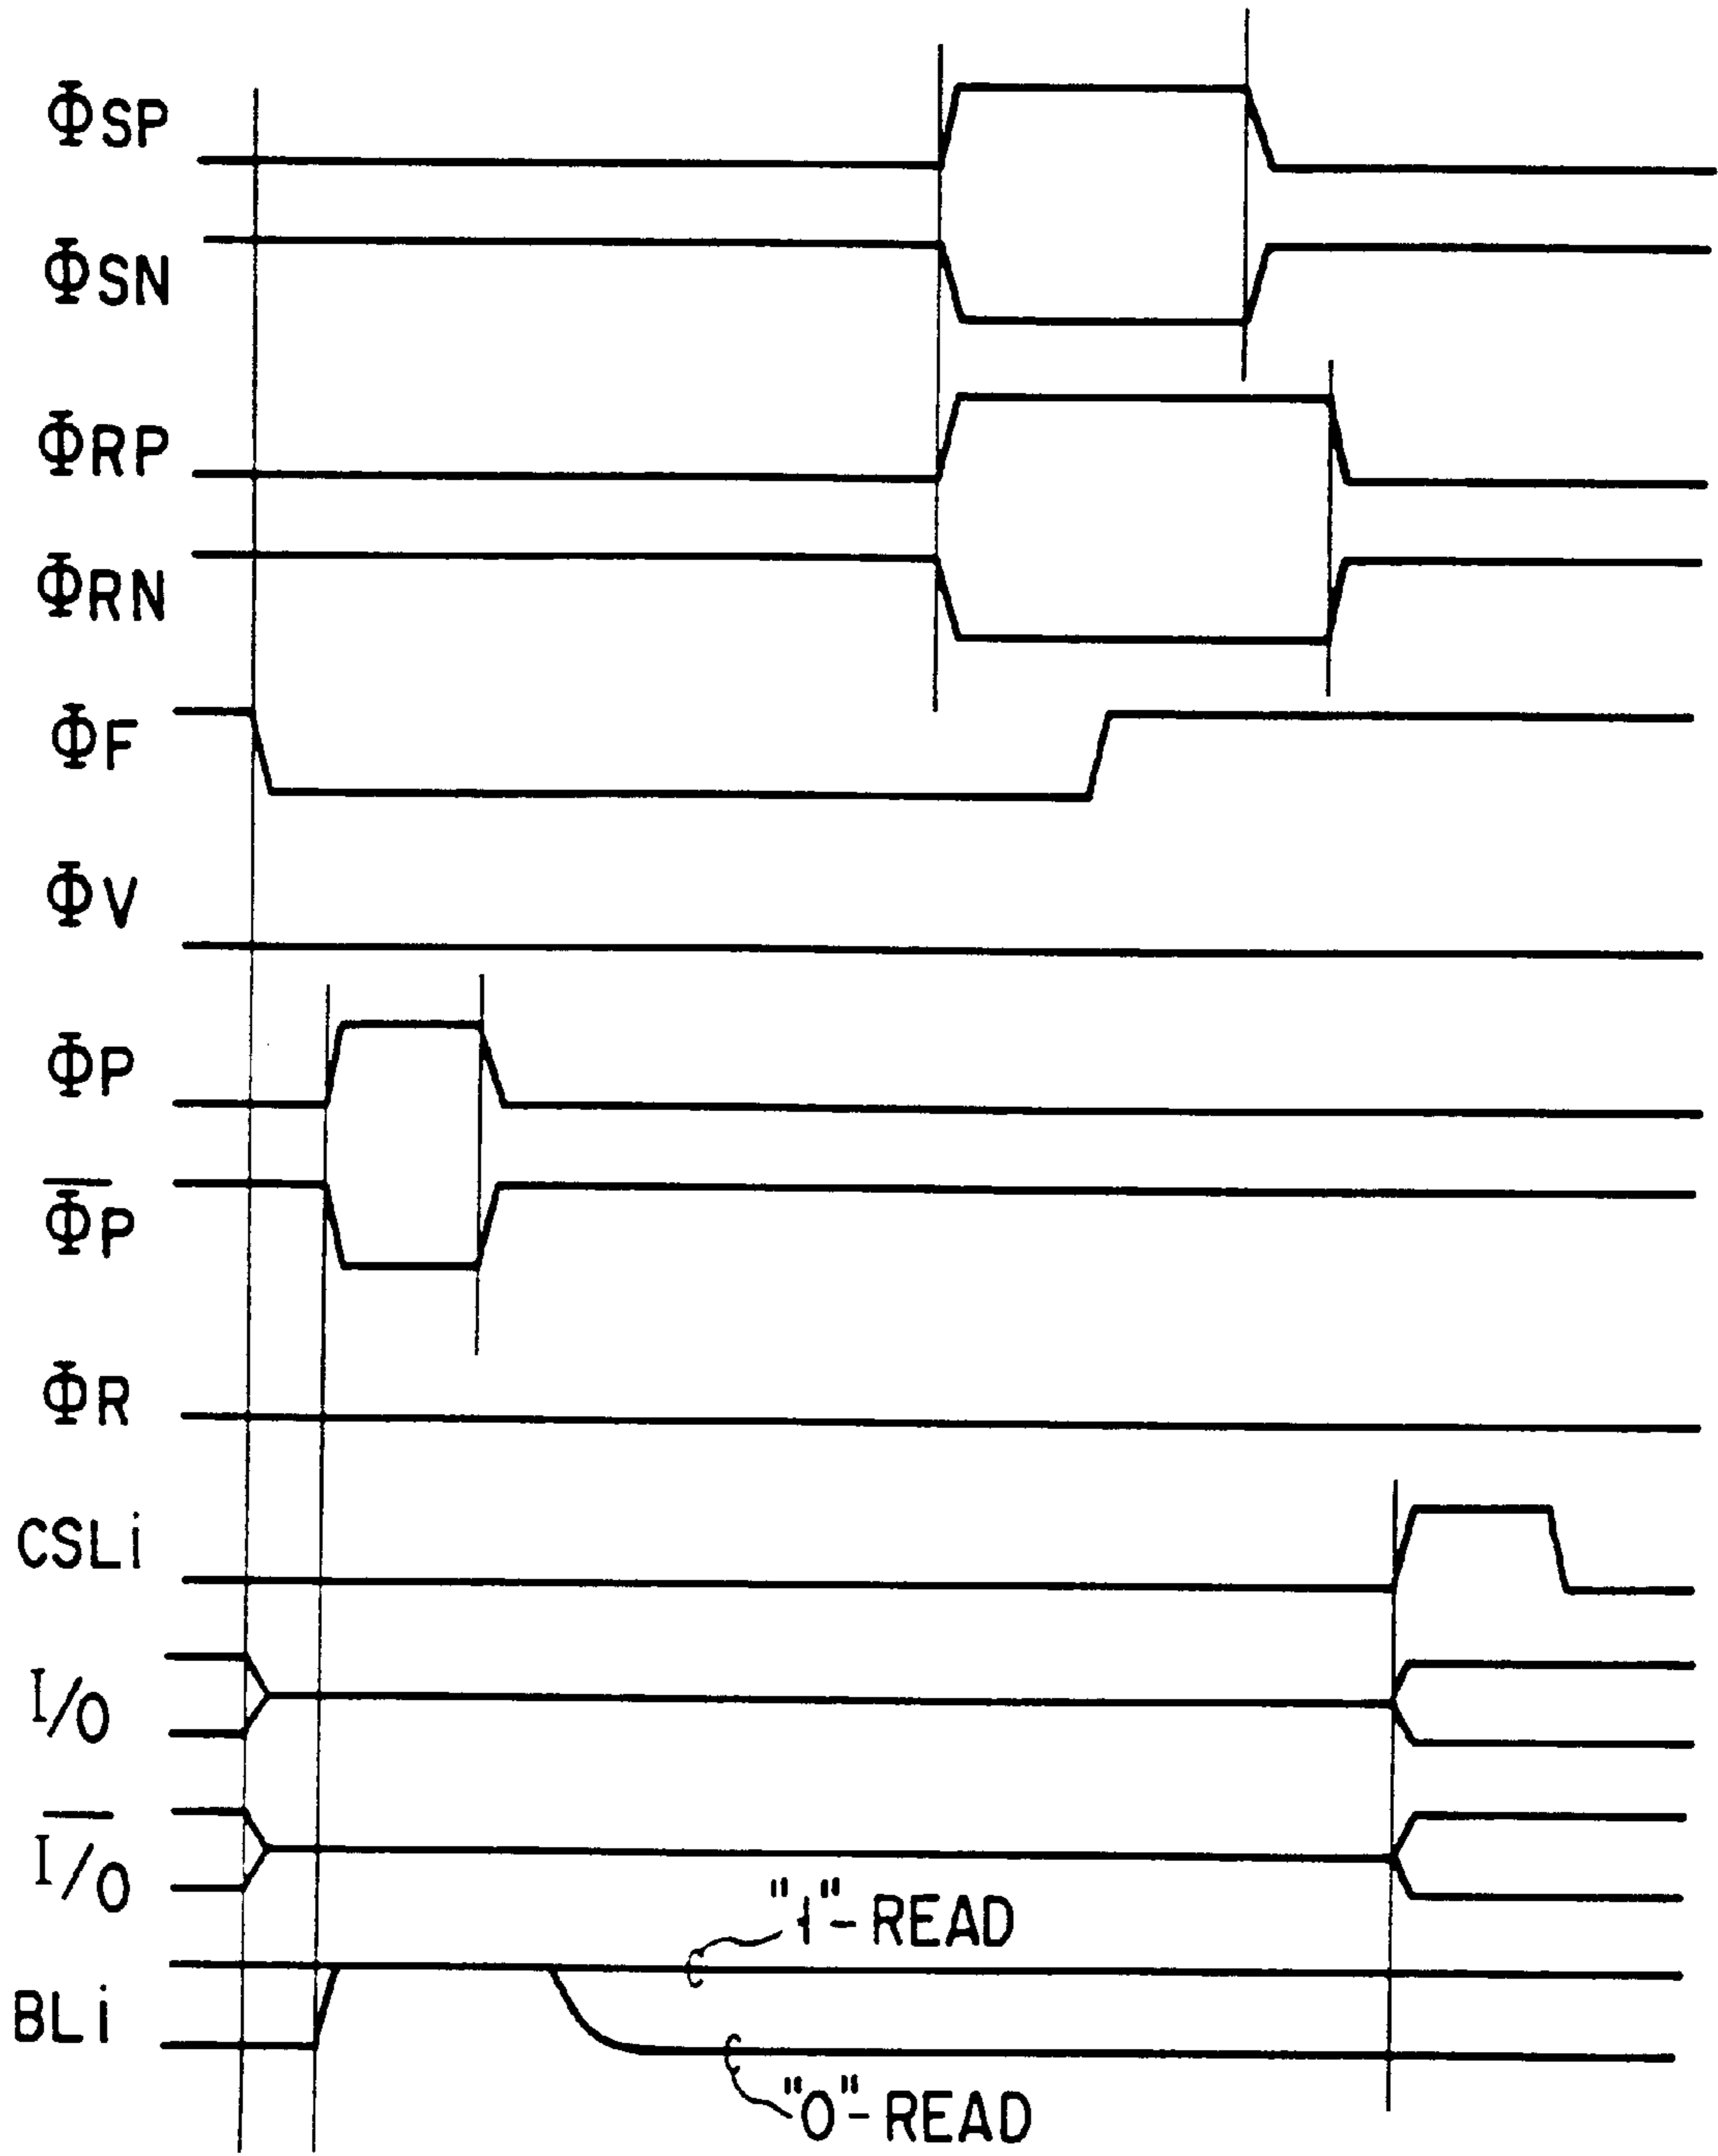 ΦSP
ΦSN
ΦRP
ΦRN
ΦF
ΦV
ΦP
Φ̅P̅
ΦR
CSLi
I/O
I̅/̅O̅
"1"-READ
BLi
"0"-READ